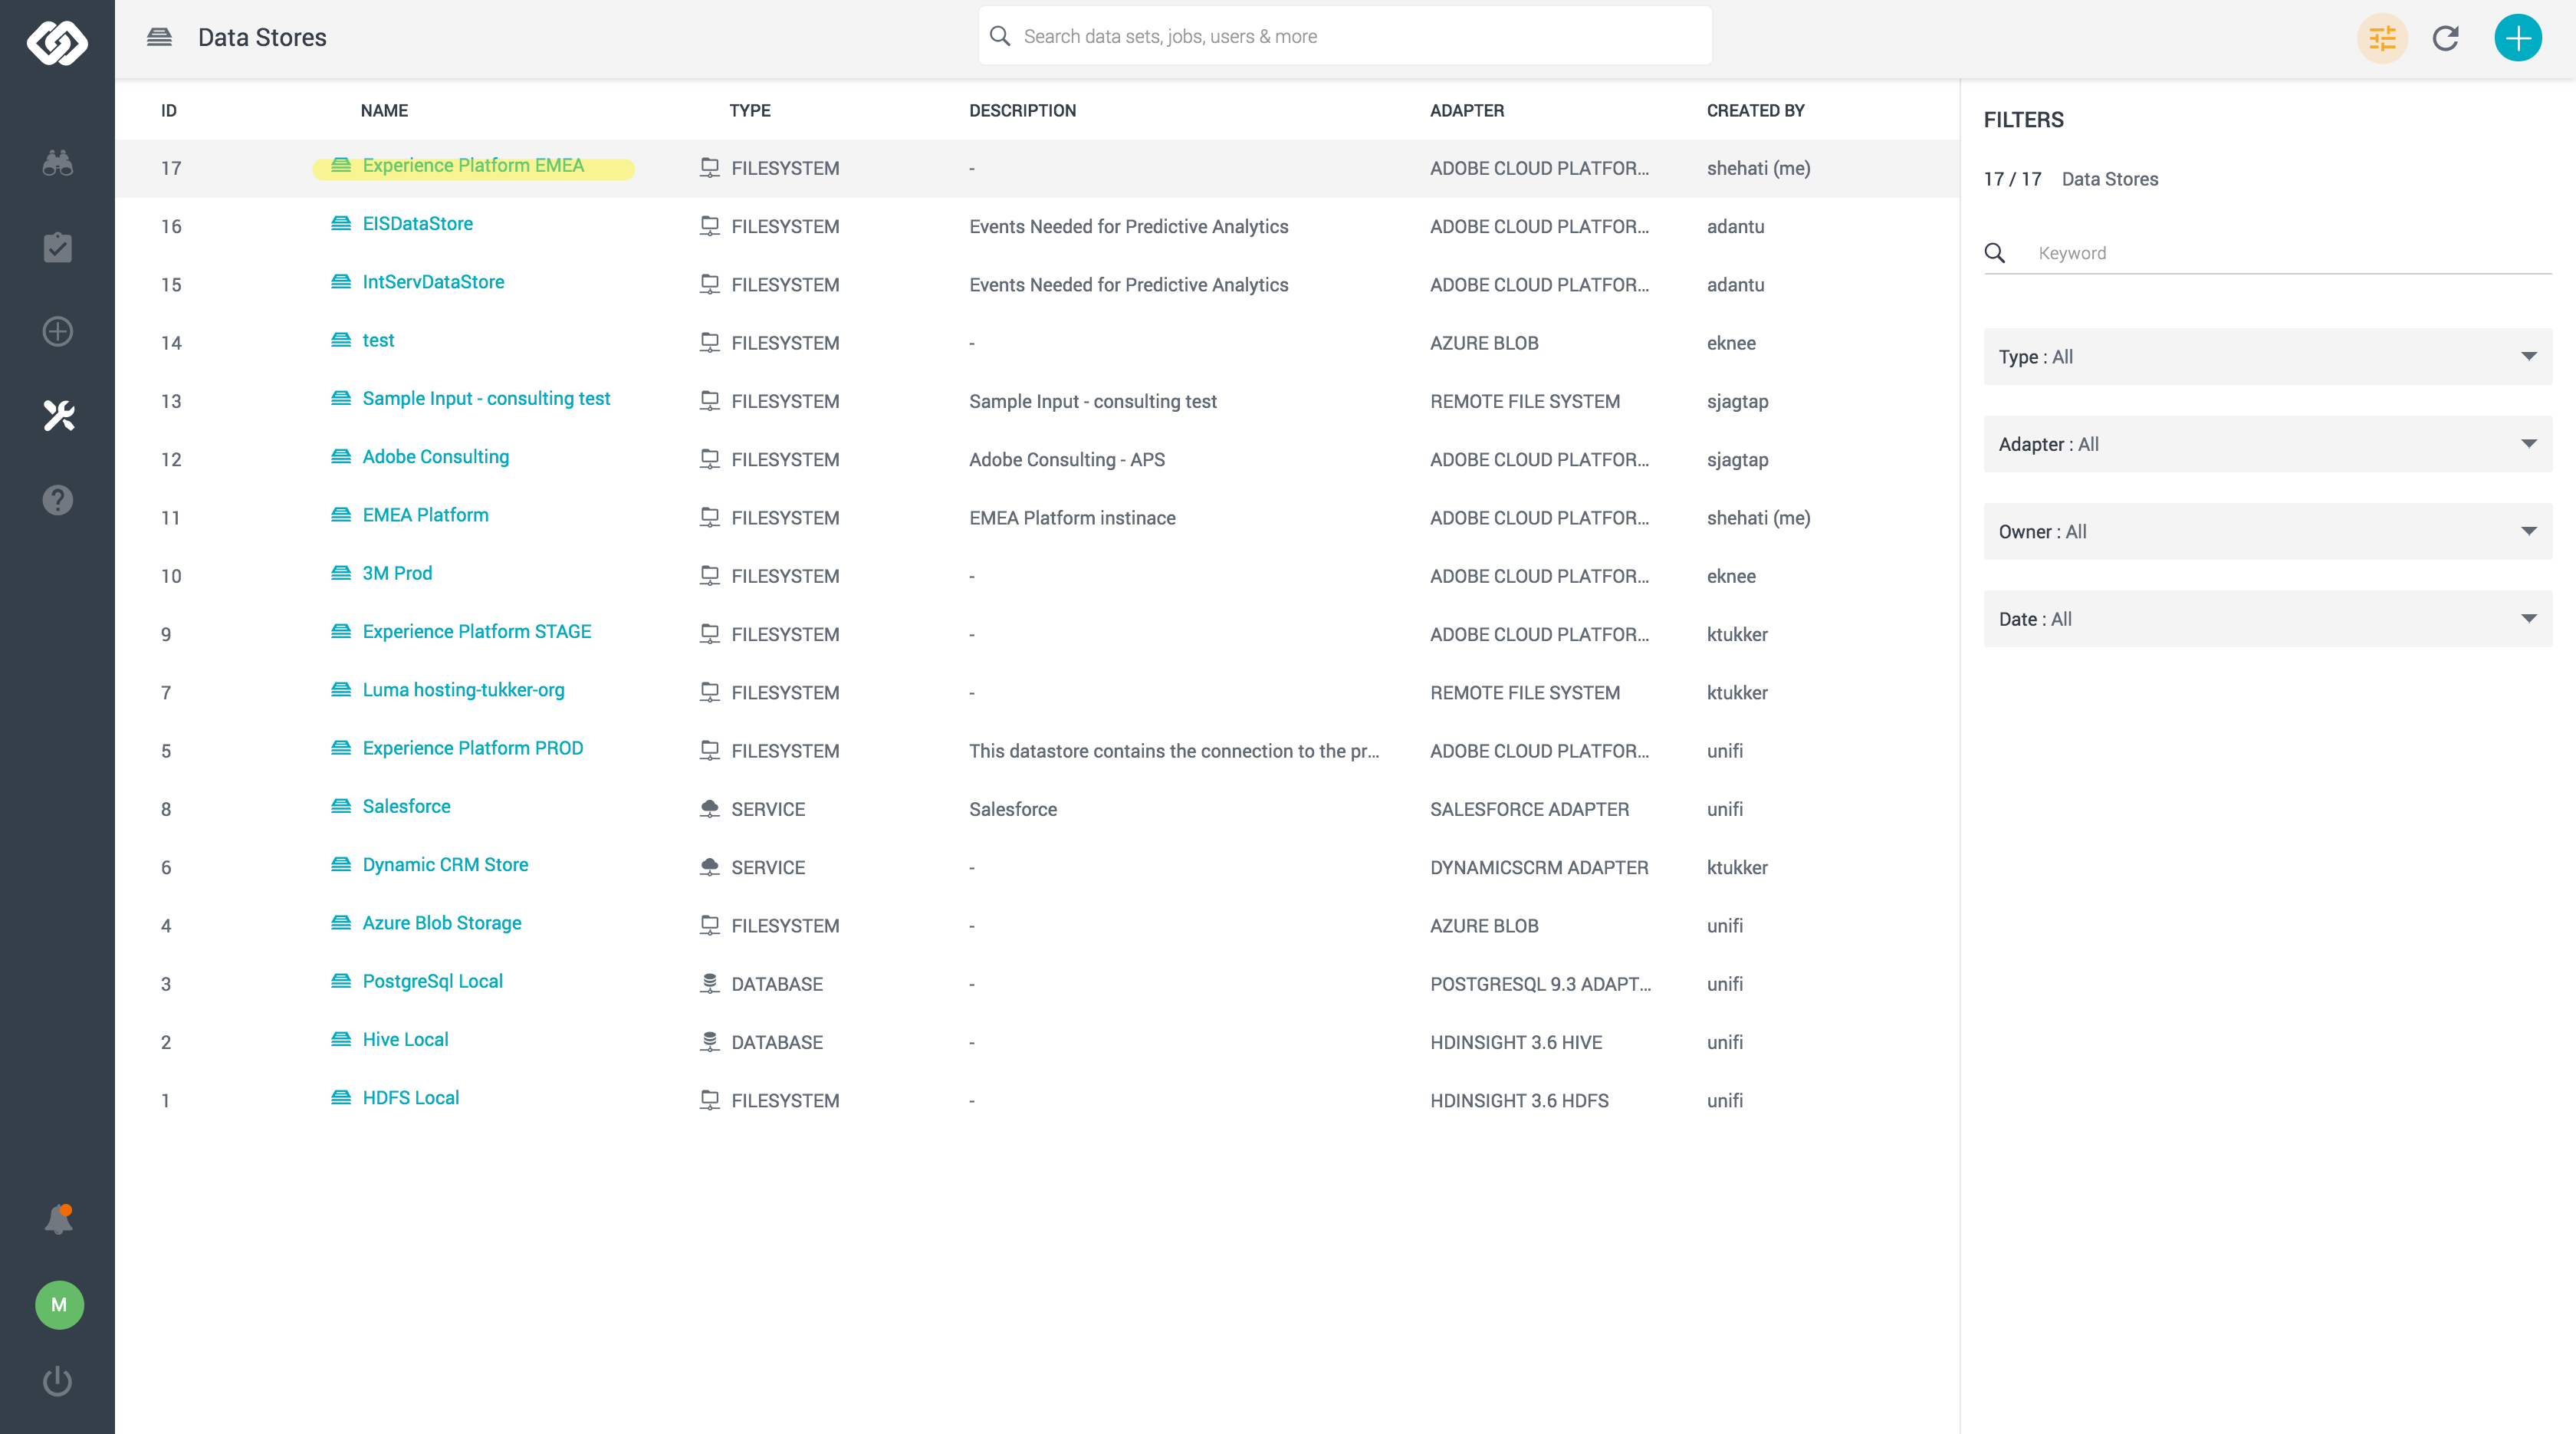 Data Stores
Search data sets, jobs, users & more
ID NAME TYPE DESCRIPTION ADAPTER CREATED BY
17 Experience Platform EMEA FILESYSTEM - ADOBE CLOUD PLATFOR... shehati (me)
16 EISDataStore FILESYSTEM Events Needed for Predictive Analytics ADOBE CLOUD PLATFOR... adantu
15 IntServDataStore FILESYSTEM Events Needed for Predictive Analytics ADOBE CLOUD PLATFOR... adantu
14 test FILESYSTEM - AZURE BLOB eknee
13 Sample Input - consulting test FILESYSTEM Sample Input - consulting test REMOTE FILE SYSTEM sjagtap
12 Adobe Consulting FILESYSTEM Adobe Consulting - APS ADOBE CLOUD PLATFOR... sjagtap
11 EMEA Platform FILESYSTEM EMEA Platform instinace ADOBE CLOUD PLATFOR... shehati (me)
10 3M Prod FILESYSTEM - ADOBE CLOUD PLATFOR... eknee
9 Experience Platform STAGE FILESYSTEM - ADOBE CLOUD PLATFOR... ktukker
7 Luma hosting-tukker-org FILESYSTEM - REMOTE FILE SYSTEM ktukker
5 Experience Platform PROD FILESYSTEM This datastore contains the connection to the pr... ADOBE CLOUD PLATFOR... unifi
8 Salesforce SERVICE Salesforce SALESFORCE ADAPTER unifi
6 Dynamic CRM Store SERVICE - DYNAMICSCRM ADAPTER ktukker
4 Azure Blob Storage FILESYSTEM - AZURE BLOB unifi
3 PostgreSql Local DATABASE - POSTGRESQL 9.3 ADAPT... unifi
2 Hive Local DATABASE - HDINSIGHT 3.6 HIVE unifi
1 HDFS Local FILESYSTEM - HDINSIGHT 3.6 HDFS unifi
FILTERS
17 / 17 Data Stores
Keyword
Type : All
Adapter : All
Owner : All
Date : All
M